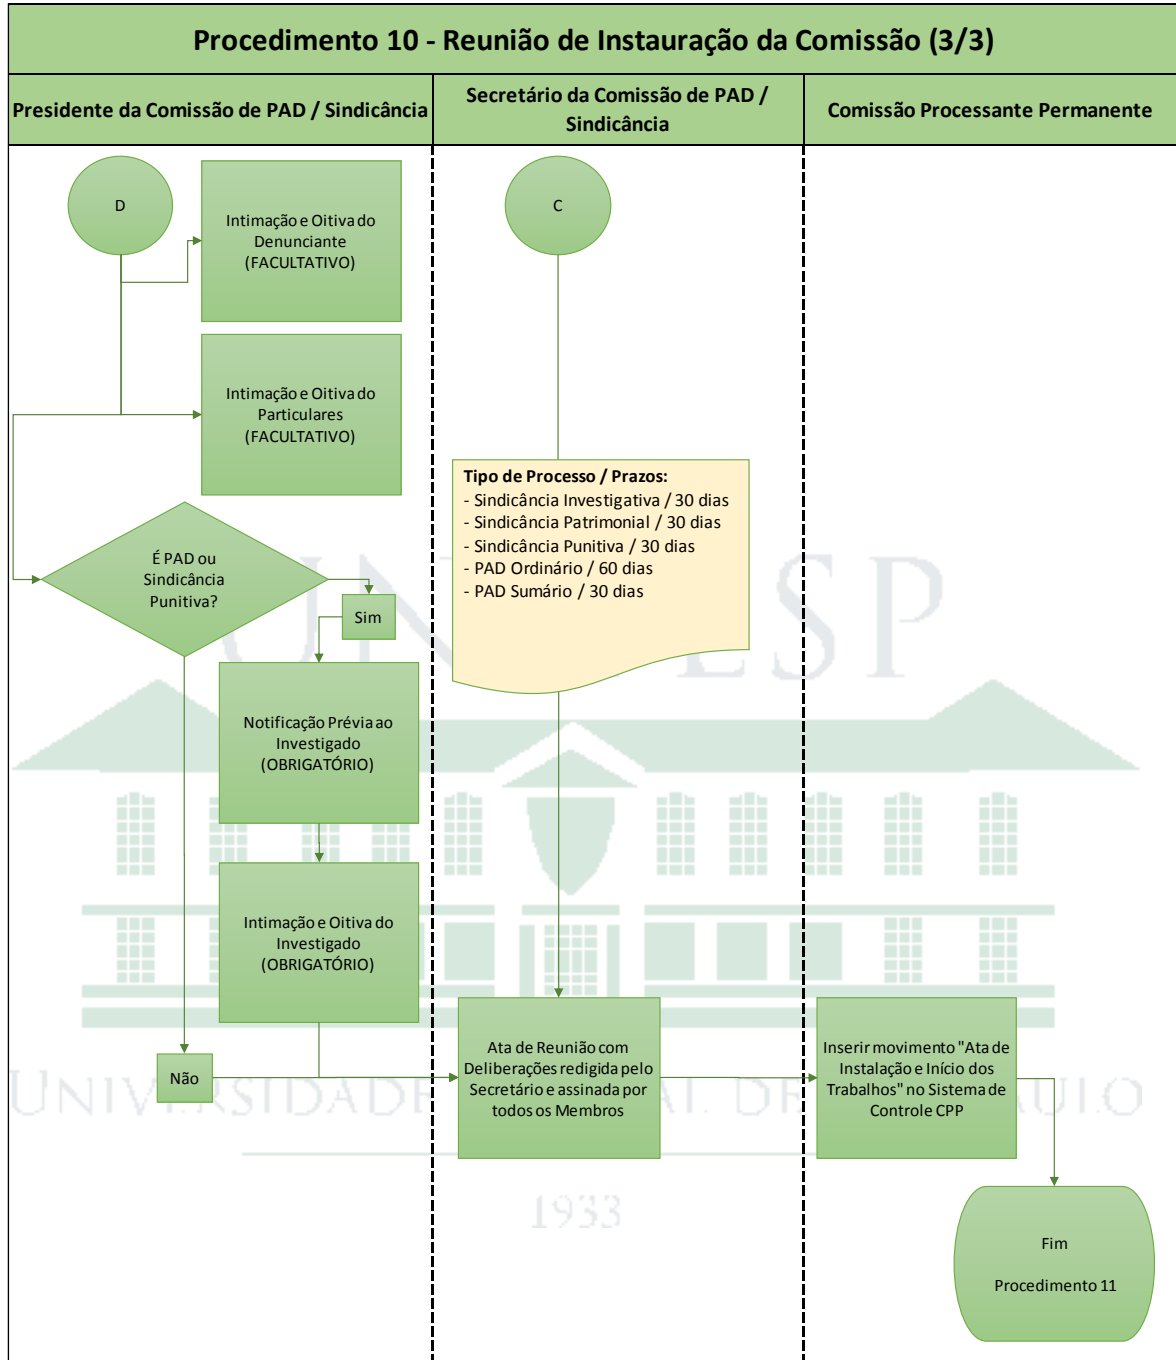 Procedimento 10 - Reunião de Instauração da Comissão (3/3)
Presidente da Comissão de PAD / Sindicância
Secretário da Comissão de PAD /
Sindicância
Comissão Processante Permanente
D
Intimação e Oitiva do
Denunciante
(FACULTATIVO)
Intimação e Oitiva do
Particulares
(FACULTATIVO)
É PAD ou
Sindicância
Punitiva?
Sim
Notificação Prévia ao
Investigado
(OBRIGATÓRIO)
Intimação e Oitiva do
Investigado
(OBRIGATÓRIO)
Não
C
Tipo de Processo / Prazos:
- Sindicância Investigativa / 30 dias
- Sindicância Patrimonial / 30 dias
- Sindicância Punitiva / 30 dias
- PAD Ordinário / 60 dias
- PAD Sumário / 30 dias
Ata de Reunião com
Deliberações redigida pelo
Secretário e assinada por
todos os Membros
Inserir movimento "Ata de
Instalação e Início dos
Trabalhos" no Sistema de
Controle CPP
Fim
Procedimento 11
1933